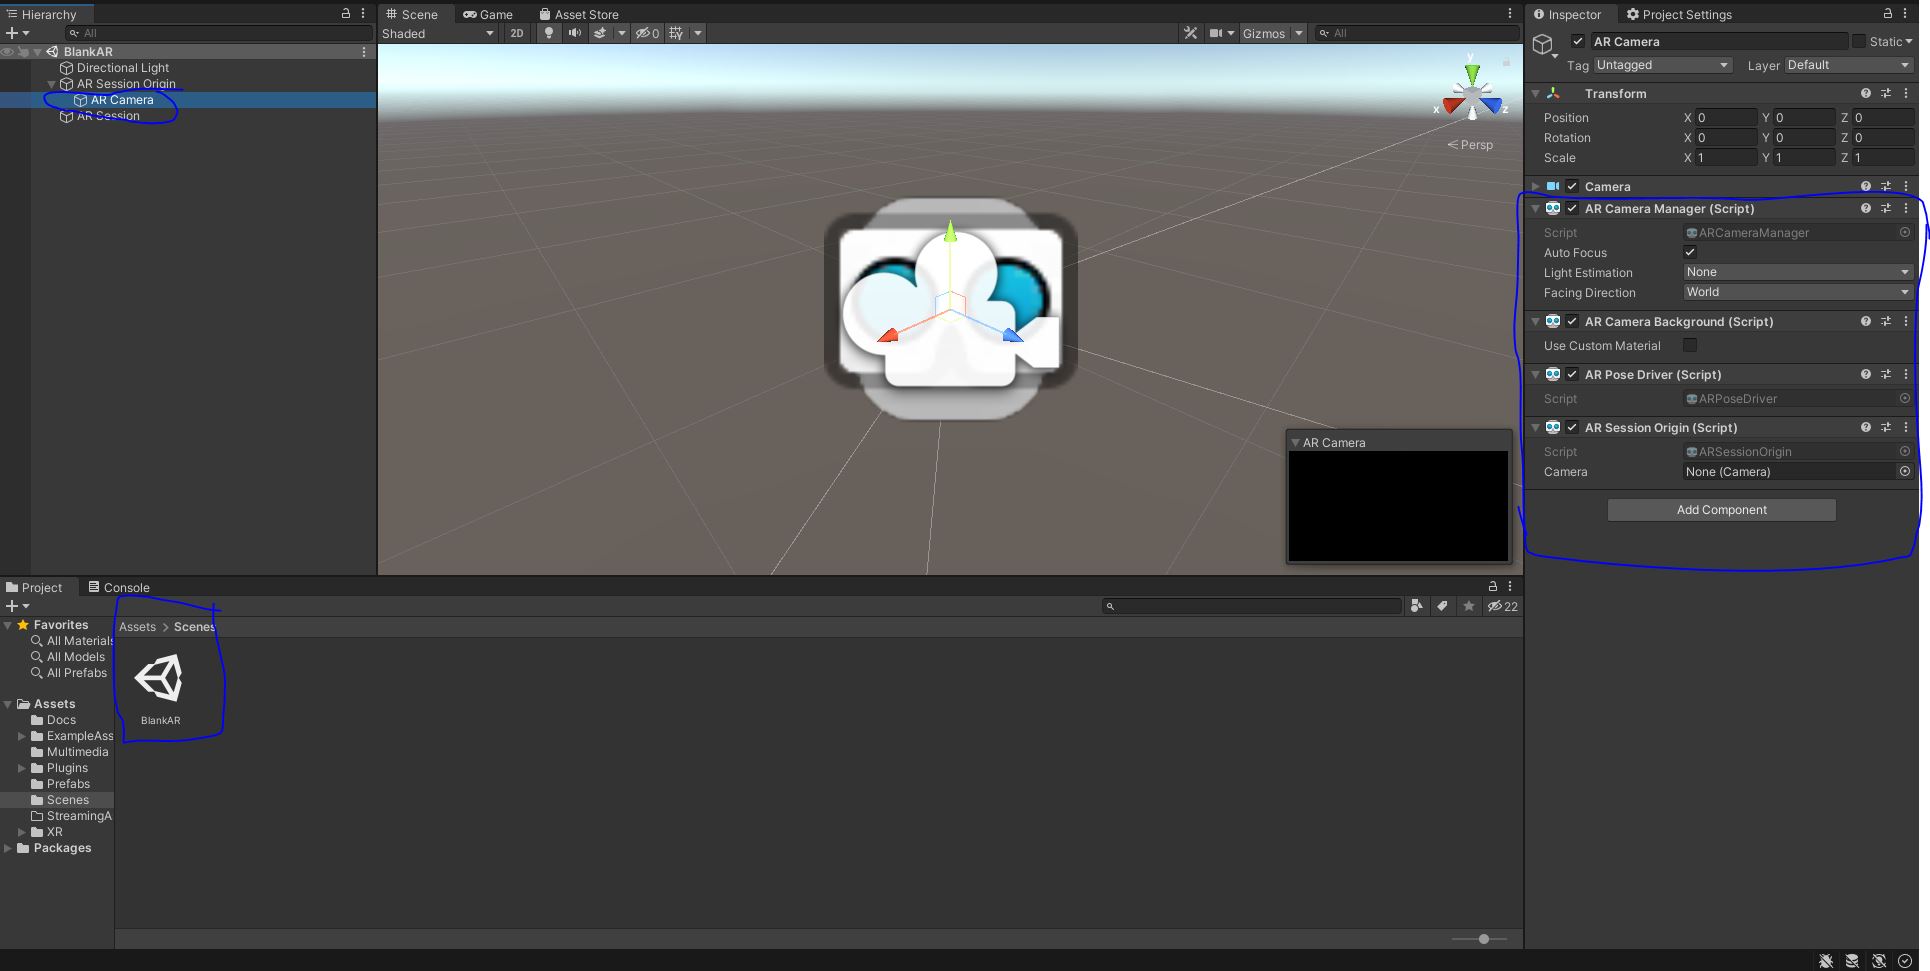 Hierarchy
All
BlankAR
Directional Light
AR Session Origin
AR Camera
AR Session
Scene
Game
Asset Store
Shaded
2D
0
Gizmos
All
y
x
z
Persp
AR Camera
Inspector
Project Settings
AR Camera
Static
Tag
Untagged
Layer
Default
Transform
Position X 0 Y 0 Z 0
Rotation X 0 Y 0 Z 0
Scale X 1 Y 1 Z 1
Camera
AR Camera Manager (Script)
Script ARCameraManager
Auto Focus
Light Estimation None
Facing Direction World
AR Camera Background (Script)
Use Custom Material
AR Pose Driver (Script)
Script ARPoseDriver
AR Session Origin (Script)
Script ARSessionOrigin
Camera None (Camera)
Add Component
Project
Console
22
Favorites
All Materials
All Models
All Prefabs
Assets
Docs
ExampleAss
Multimedia
Plugins
Prefabs
Scenes
StreamingA
XR
Packages
Assets > Scenes
BlankAR